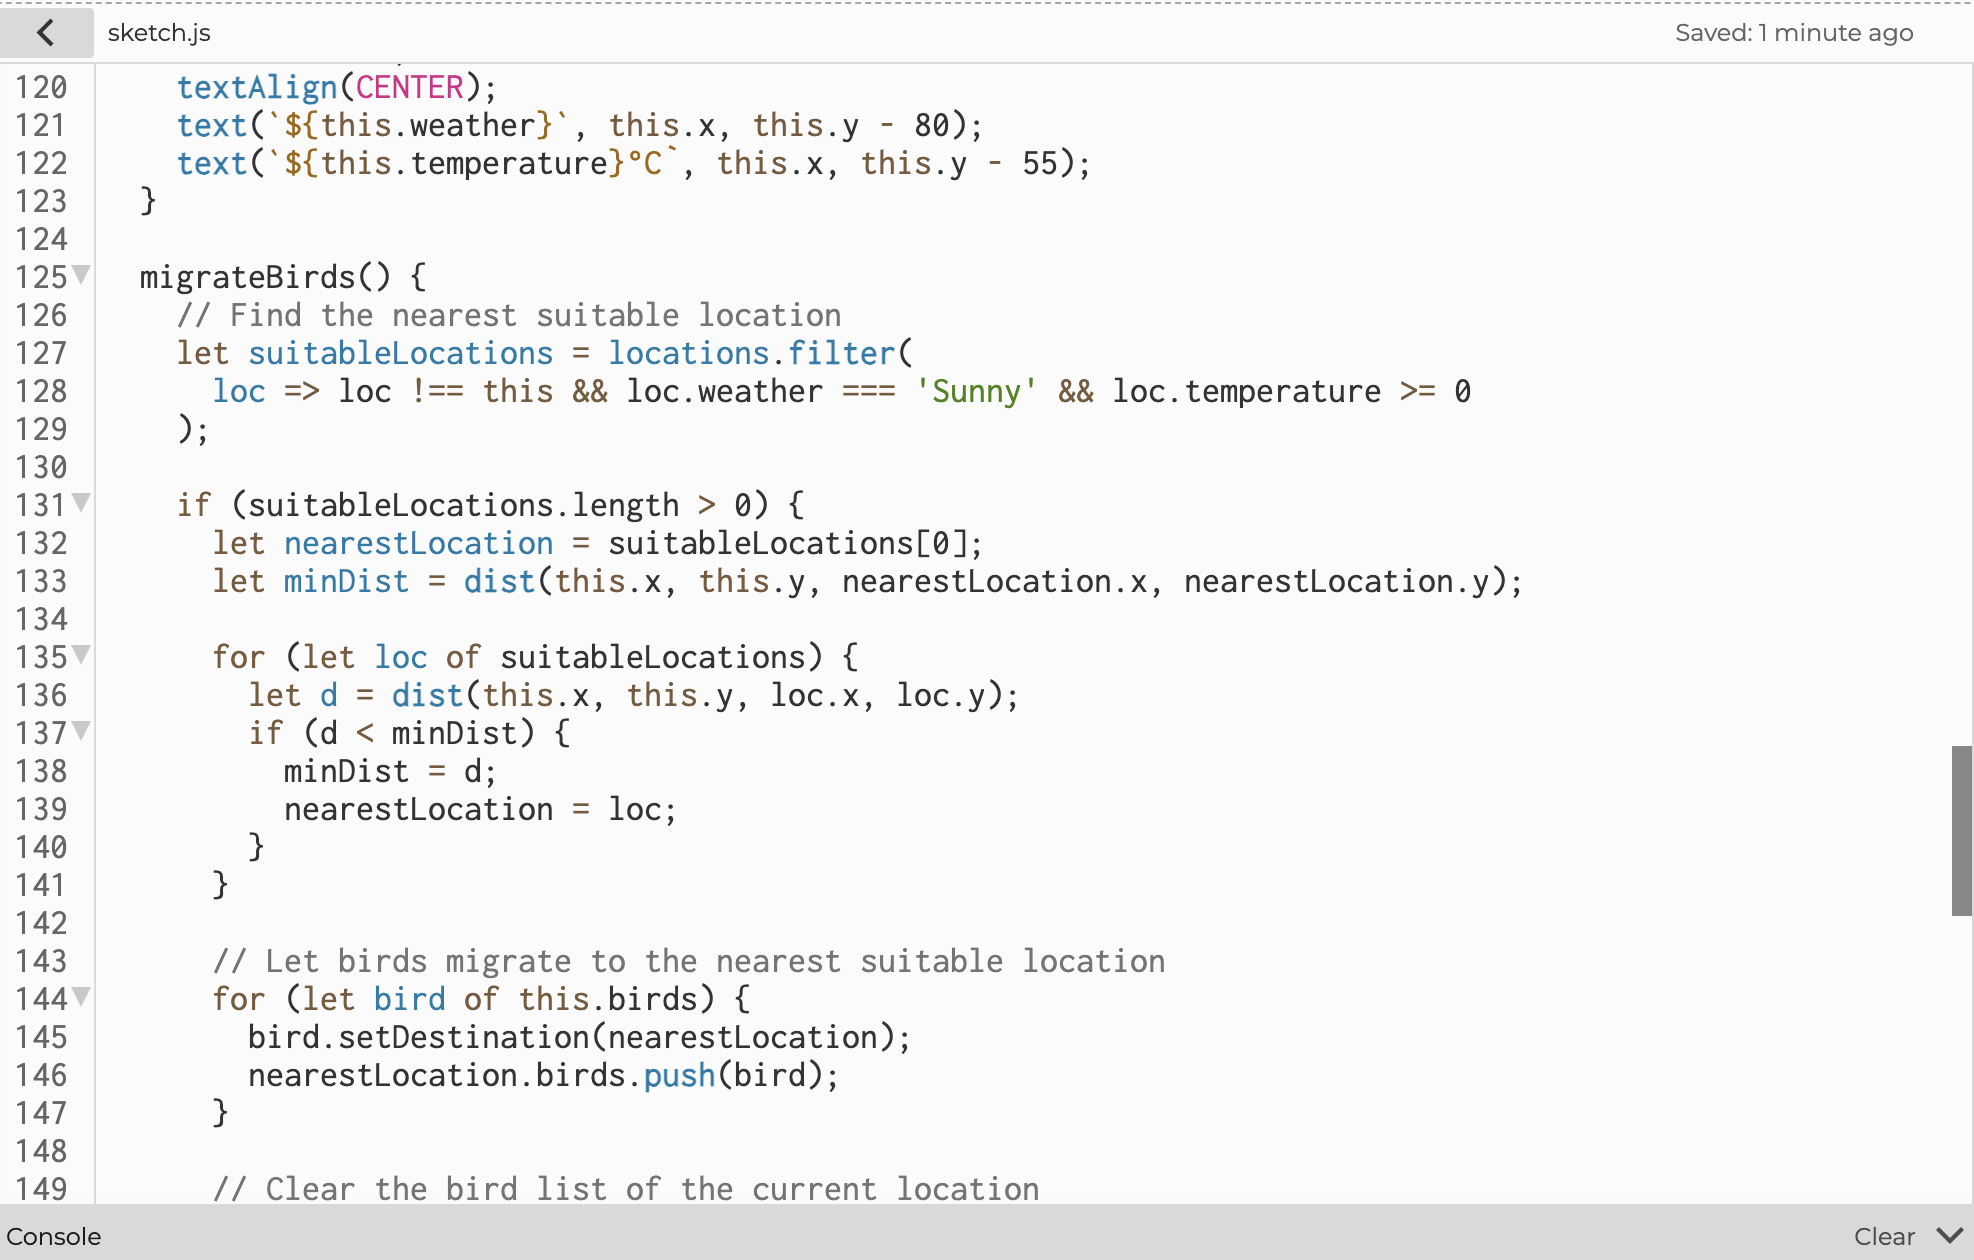 sketch.js
Saved: 1 minute ago
120 textAlign(CENTER);
121 text(`${this.weather}`, this.x, this.y - 80);
122 text(`${this.temperature}°C`, this.x, this.y - 55);
123 }
124
125 migrateBirds() {
126 // Find the nearest suitable location
127 let suitableLocations = locations.filter(
128 loc => loc !== this && loc.weather === 'Sunny' && loc.temperature >= 0
129 );
130
131 if (suitableLocations.length > 0) {
132 let nearestLocation = suitableLocations[0];
133 let minDist = dist(this.x, this.y, nearestLocation.x, nearestLocation.y);
134
135 for (let loc of suitableLocations) {
136 let d = dist(this.x, this.y, loc.x, loc.y);
137 if (d < minDist) {
138 minDist = d;
139 nearestLocation = loc;
140 }
141 }
142
143 // Let birds migrate to the nearest suitable location
144 for (let bird of this.birds) {
145 bird.setDestination(nearestLocation);
146 nearestLocation.birds.push(bird);
147 }
148
149 // Clear the bird list of the current location
Console
Clear